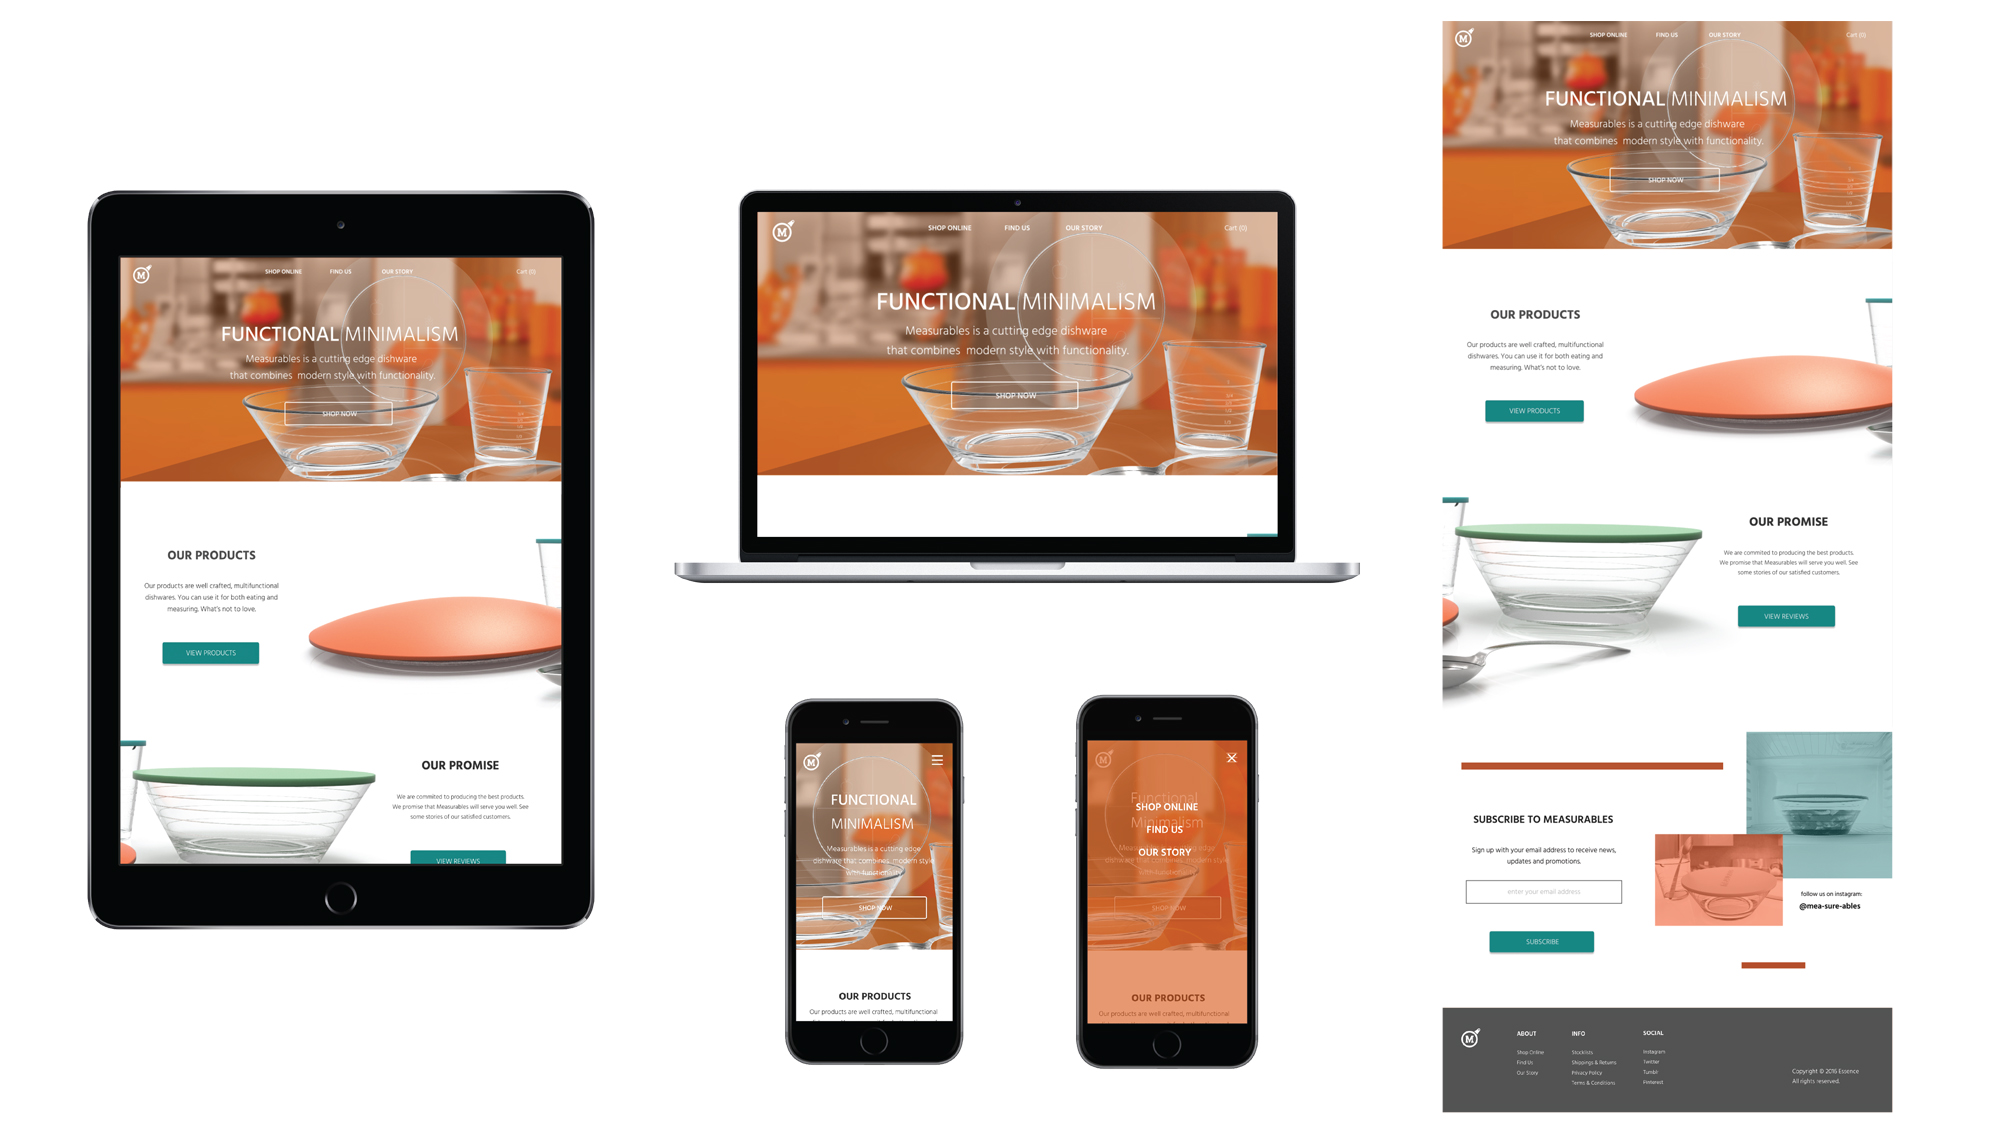 M
SHOP ONLINE FIND US OUR STORY Cart (0)
FUNCTIONAL MINIMALISM
Measurables is a cutting edge dishware
that combines modern style with functionality.
SHOP NOW
OUR PRODUCTS
Our products are well crafted, multifunctional
dishwares. You can use it for both eating and
measuring. What's not to love.
VIEW PRODUCTS
OUR PROMISE
We are commited to producing the best products.
We promise that Measurables will serve you well. See
some stories of our satisfied customers.
VIEW REVIEWS
M
SHOP ONLINE FIND US OUR STORY Cart (0)
FUNCTIONAL MINIMALISM
Measurables is a cutting edge dishware
that combines modern style with functionality.
SHOP NOW
M
FUNCTIONAL
MINIMALISM
Measurables is a cutting edge
dishware that combines modern style
with functionality.
SHOP NOW
OUR PRODUCTS
Our products are well crafted, multifunctional
M
X
Functional
SHOP ONLINE
Minimalism
FIND US
OUR STORY
SHOP NOW
OUR PRODUCTS
Our products are well crafted, multifunctional
M
SHOP ONLINE FIND US OUR STORY Cart (0)
FUNCTIONAL MINIMALISM
Measurables is a cutting edge dishware
that combines modern style with functionality.
SHOP NOW
OUR PRODUCTS
Our products are well crafted, multifunctional
dishwares. You can use it for both eating and
measuring. What's not to love.
VIEW PRODUCTS
OUR PROMISE
We are commited to producing the best products.
We promise that Measurables will serve you well. See
some stories of our satisfied customers.
VIEW REVIEWS
SUBSCRIBE TO MEASURABLES
Sign up with your email address to receive news,
updates and promotions.
enter your email address
SUBSCRIBE
follow us on instagram:
@mea-sure-ables
M
ABOUT
Shop Online
Find Us
Our Story
INFO
Stocklists
Shippings & Returns
Privacy Policy
Terms & Conditions
SOCIAL
Instagram
Twitter
Tumblr
Pinterest
Copyright © 2016 Essence
All rights reserved.